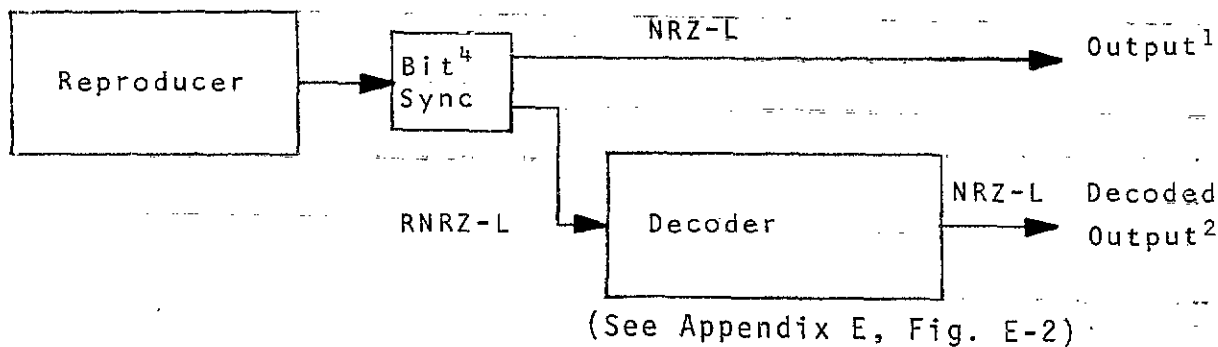 NRZ-L
Output¹
Reproducer
Bit⁴
Sync
RNRZ-L
Decoder
NRZ-L
Decoded
Output²
(See Appendix E, Fig. E-2)